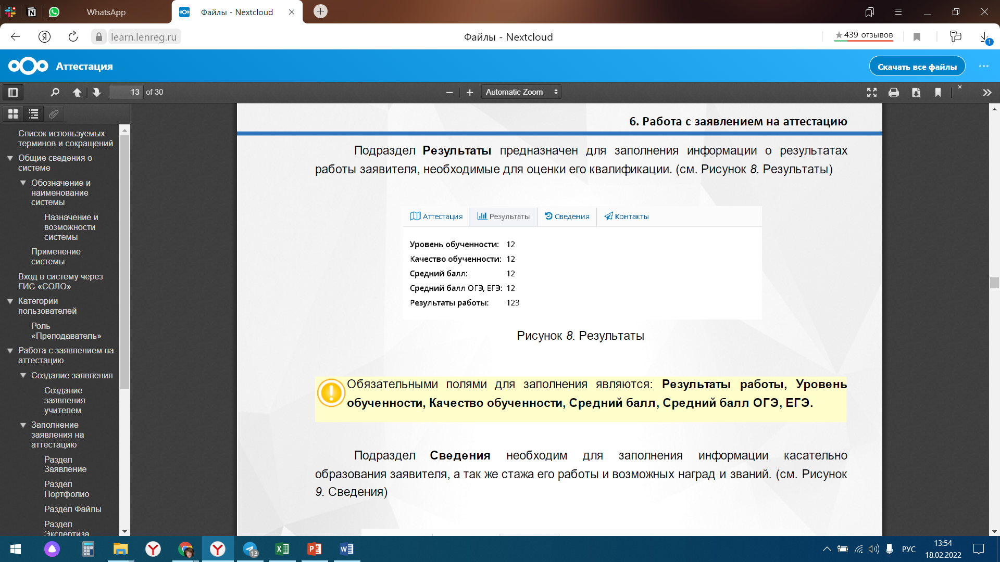 WhatsApp
Файлы - Nextcloud
learn.lenreg.ru
Файлы - Nextcloud
★439 отзывов
1
Аттестация
Скачать все файлы
13 of 30
Automatic Zoom
Список используемых
терминов и сокращений
Общие сведения о
системе
Обозначение и
наименование
системы
Назначение и
возможности
системы
Применение
системы
Вход в систему через
ГИС «СОЛО»
Категории
пользователей
Роль
«Преподаватель»
Работа с заявлением на
аттестацию
Создание заявления
Создание
заявления
учителем
Заполнение
заявления на
аттестацию
Раздел
Заявление
Раздел
Портфолио
Раздел Файлы
Раздел
Экспертиза
6. Работа с заявлением на аттестацию
Подраздел Результаты предназначен для заполнения информации о результатах
работы заявителя, необходимые для оценки его квалификации. (см. Рисунок 8. Результаты)
Аттестация Результаты Сведения Контакты
Уровень обученности: 12
Качество обученности: 12
Средний балл: 12
Средний балл ОГЭ, ЕГЭ: 12
Результаты работы: 123
Рисунок 8. Результаты
Обязательными полями для заполнения являются: Результаты работы, Уровень
обученности, Качество обученности, Средний балл, Средний балл ОГЭ, ЕГЭ.
Подраздел Сведения необходим для заполнения информации касательно
образования заявителя, а так же стажа его работы и возможных наград и званий. (см. Рисунок
9. Сведения)
13
РУС
13:54
18.02.2022